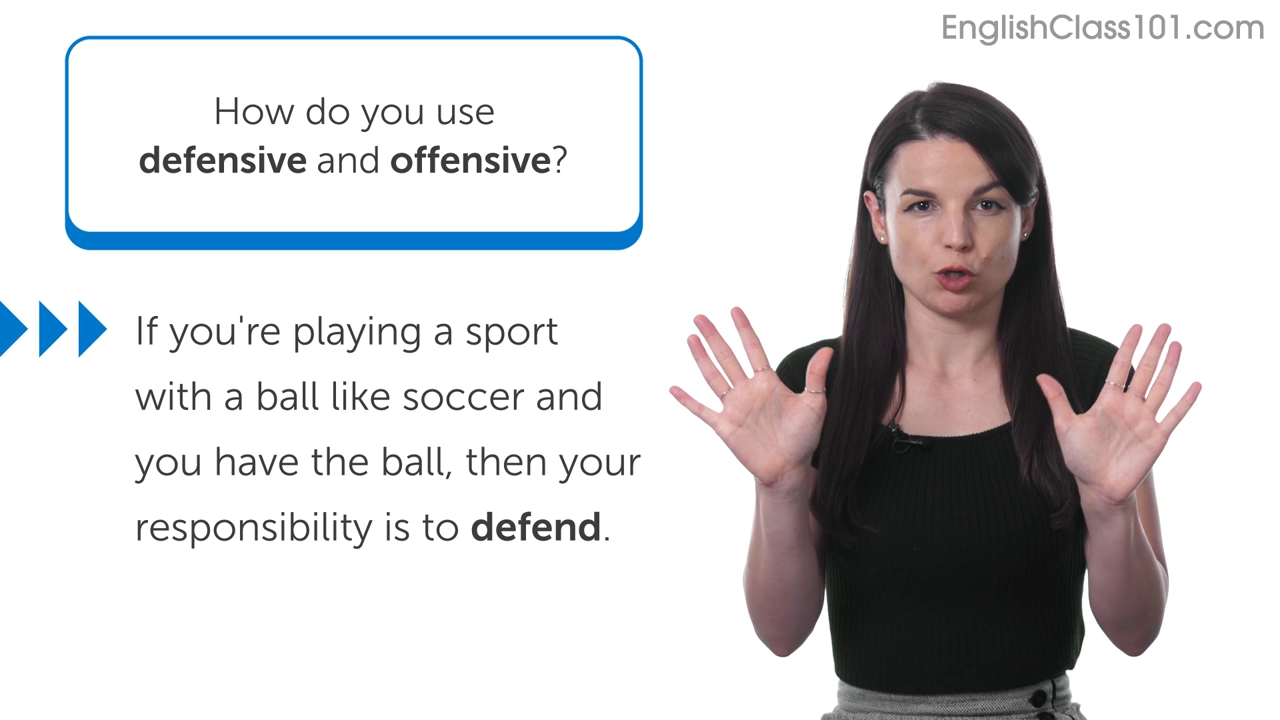 EnglishClass101.com
How do you use
defensive and offensive?
If you're playing a sport
with a ball like soccer and
you have the ball, then your
responsibility is to defend.